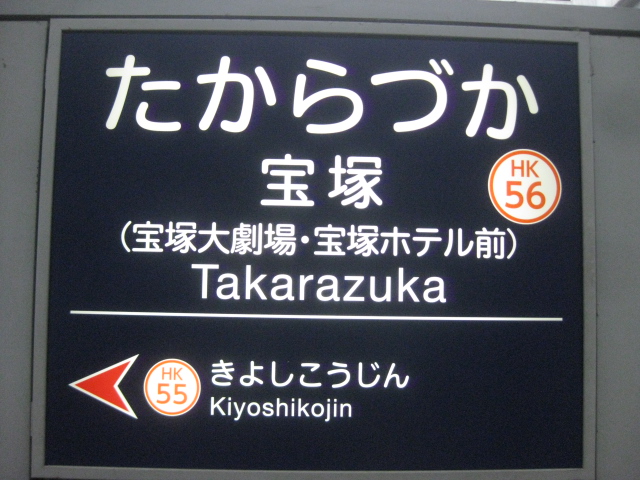 たからづか
宝塚
HK
56
(宝塚大劇場・宝塚ホテル前)
Takarazuka
HK
55
きよしこうじん
Kiyoshikojin